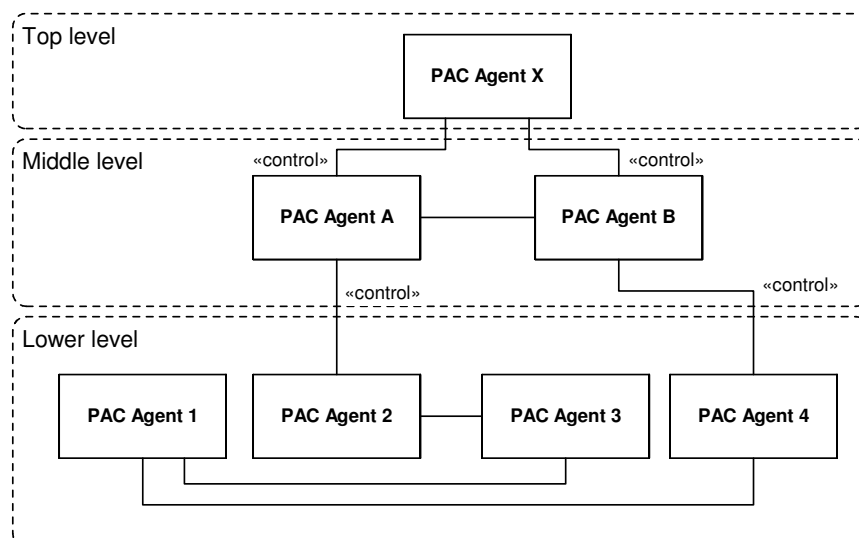 Top level
PAC Agent X
Middle level
«control»
«control»
PAC Agent A
PAC Agent B
«control»
«control»
Lower level
PAC Agent 1
PAC Agent 2
PAC Agent 3
PAC Agent 4